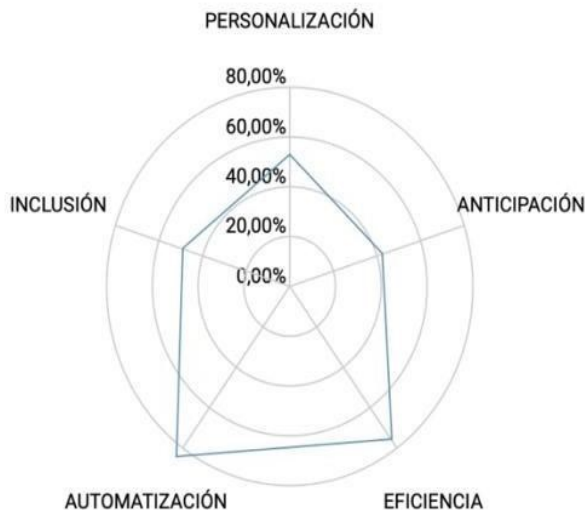 PERSONALIZACIÓN
80,00%
60,00%
40,00%
20,00%
0,00%
INCLUSIÓN
ANTICIPACIÓN
AUTOMATIZACIÓN
EFICIENCIA